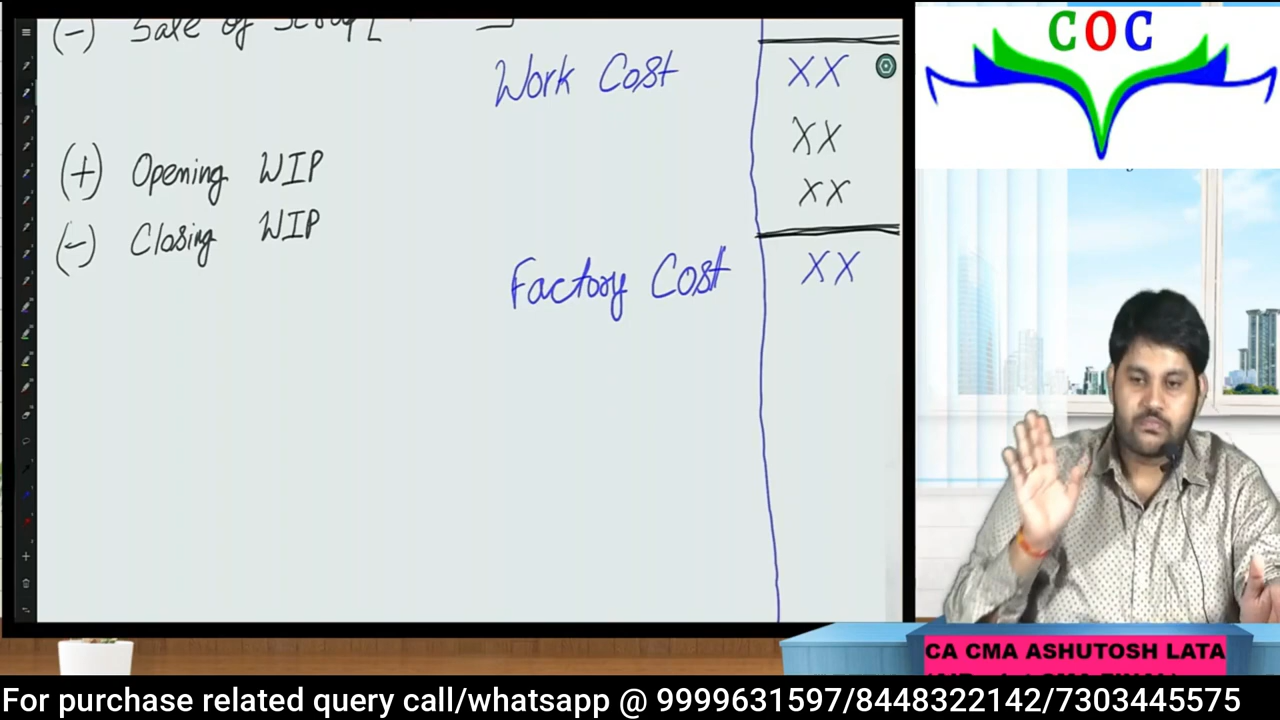 (-) Sale of Scrap [
Work Cost XX
XX
(+) Opening WIP
XX
(-) Closing WIP
Factory Cost XX
COC
CA CMA ASHUTOSH LATA
For purchase related query call/whatsapp @ 9999631597/8448322142/7303445575